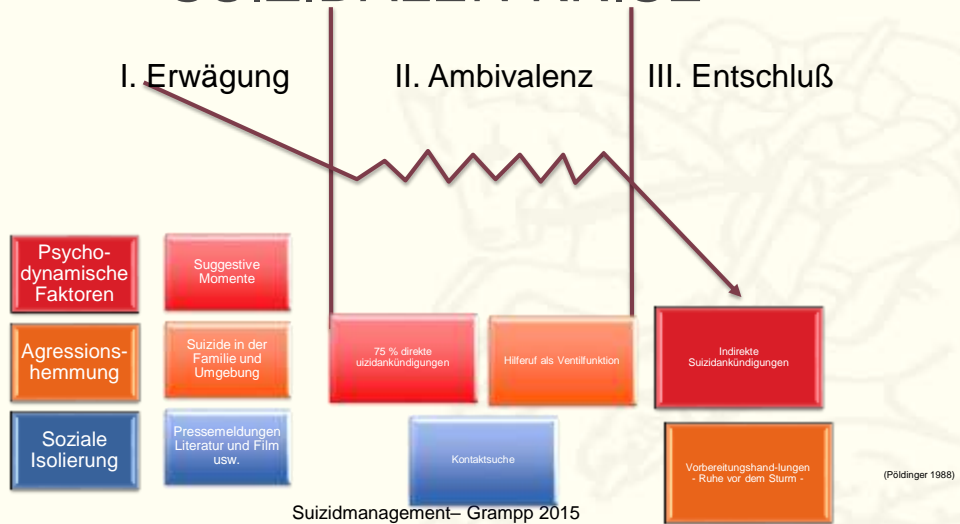 I. Erwägung
II. Ambivalenz
III. Entschluß
Psycho-
dynamische
Faktoren
Suggestive
Momente
Agressions-
hemmung
Suizide in der
Familie und
Umgebung
75 % direkte
uizidankündigungen
Hilferuf als Ventilfunktion
Indirekte
Suizidankündigungen
Soziale
Isolierung
Pressemeldungen
Literatur und Film
usw.
Kontaktsuche
Vorbereitungshand-lungen
- Ruhe vor dem Sturm -
(Pöldinger 1988)
Suizidmanagement– Grampp 2015